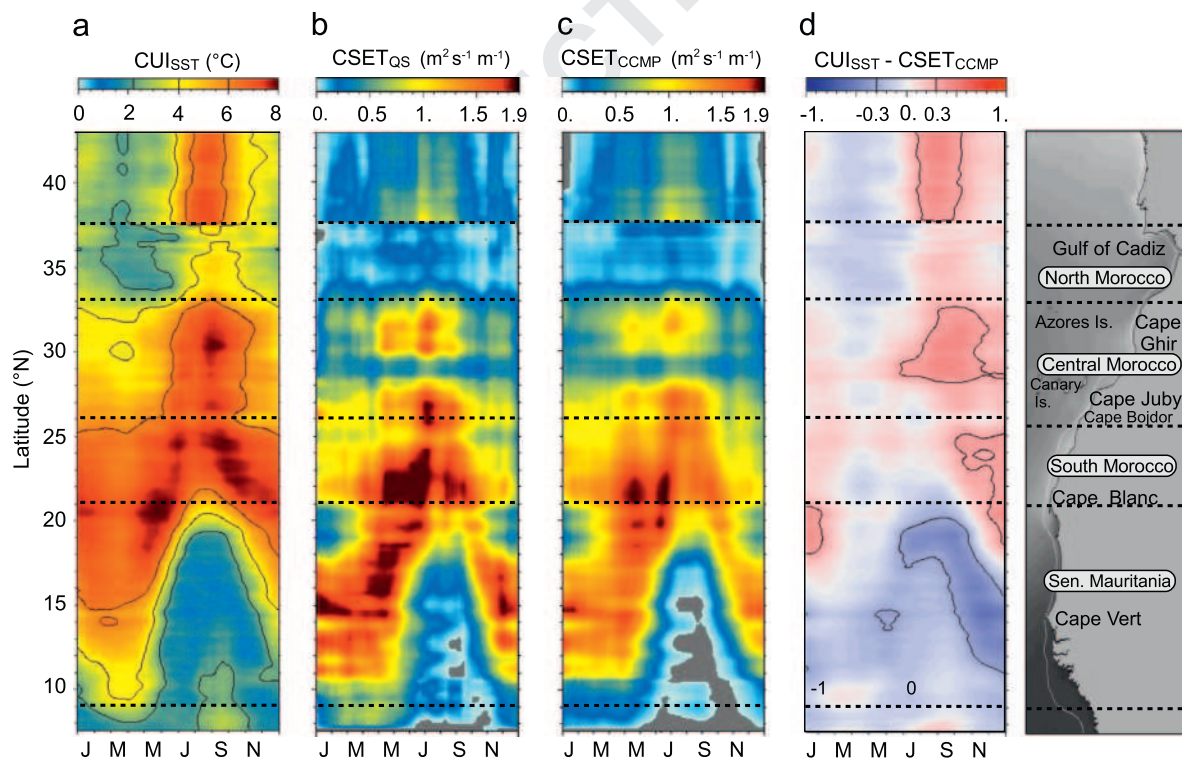 a
b
c
d
CUISST (°C)
CSETQS (m2 s-1 m-1)
CSETCCMP (m2 s-1 m-1)
CUISST - CSETCCMP
0 2 4 6 8
0. 0.5 1. 1.5 1.9
0. 0.5 1. 1.5 1.9
-1. -0.3 0. 0.3 1.
Latitude (°N)
40
35
30
25
20
15
10
-1 0
J M M J S N
J M M J S N
J M M J S N
J M M J S N
Gulf of Cadiz
North Morocco
Azores Is.
Cape
Ghir
Central Morocco
Canary
Is.
Cape Juby
Cape Bojdor
South Morocco
Cape Blanc
Sen. Mauritania
Cape Vert